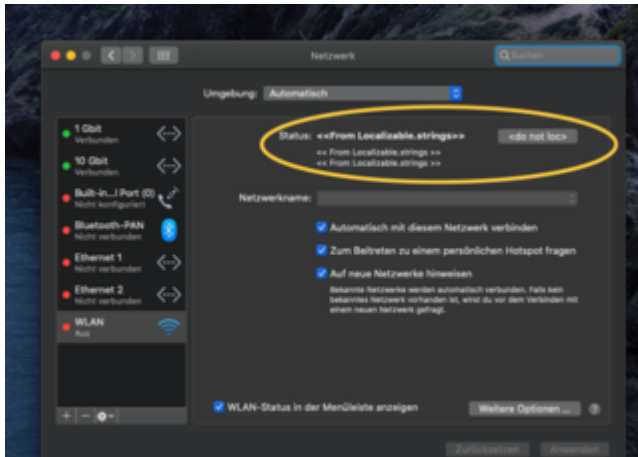 Netzwerk
Suchen
Umgebung: Automatisch
1 Gbit
Verbunden
10 Gbit
Verbunden
Built-in...l Port (0)
Nicht konfiguriert
Bluetooth-PAN
Nicht verbunden
Ethernet 1
Nicht verbunden
Ethernet 2
Nicht verbunden
WLAN
Aus
Status: <<From Localizable.strings>>
<do not loc>
<< From Localizable.strings >>
<< From Localizable.strings >>
Netzwerkname:
Automatisch mit diesem Netzwerk verbinden
Zum Beitreten zu einem persönlichen Hotspot fragen
Auf neue Netzwerke hinweisen
Bekannte Netzwerke werden automatisch verbunden. Falls kein
bekanntes Netzwerk vorhanden ist, wirst du vor dem Verbinden mit
einem neuen Netzwerk gefragt.
WLAN-Status in der Menüleiste anzeigen
Weitere Optionen ...
?
Zurücksetzen
Anwenden